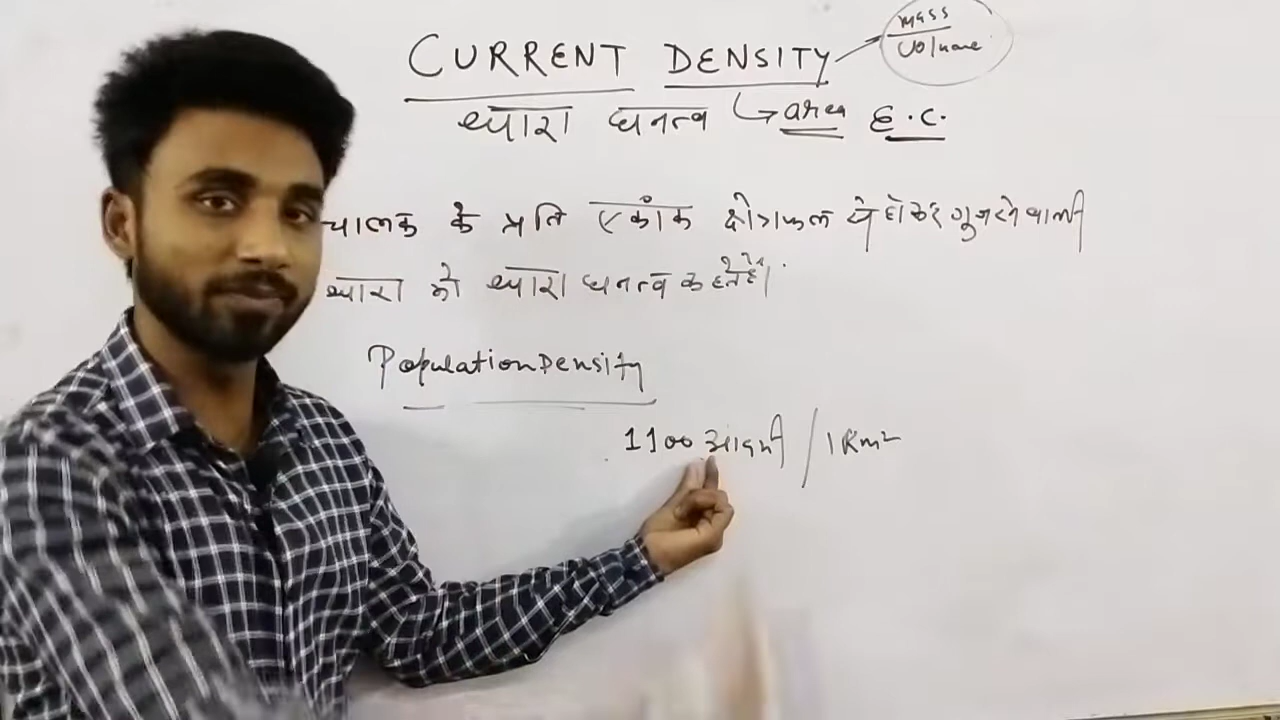 CURRENT DENSITY → mass / Volume
धारा घनत्व ↳ area E.C.
चालक के प्रति एकांक क्षेत्रफल से होकर गुजरने वाली
धारा को धारा घनत्व कहते हैं।
Population Density
1100 आदमी / 1 Km²